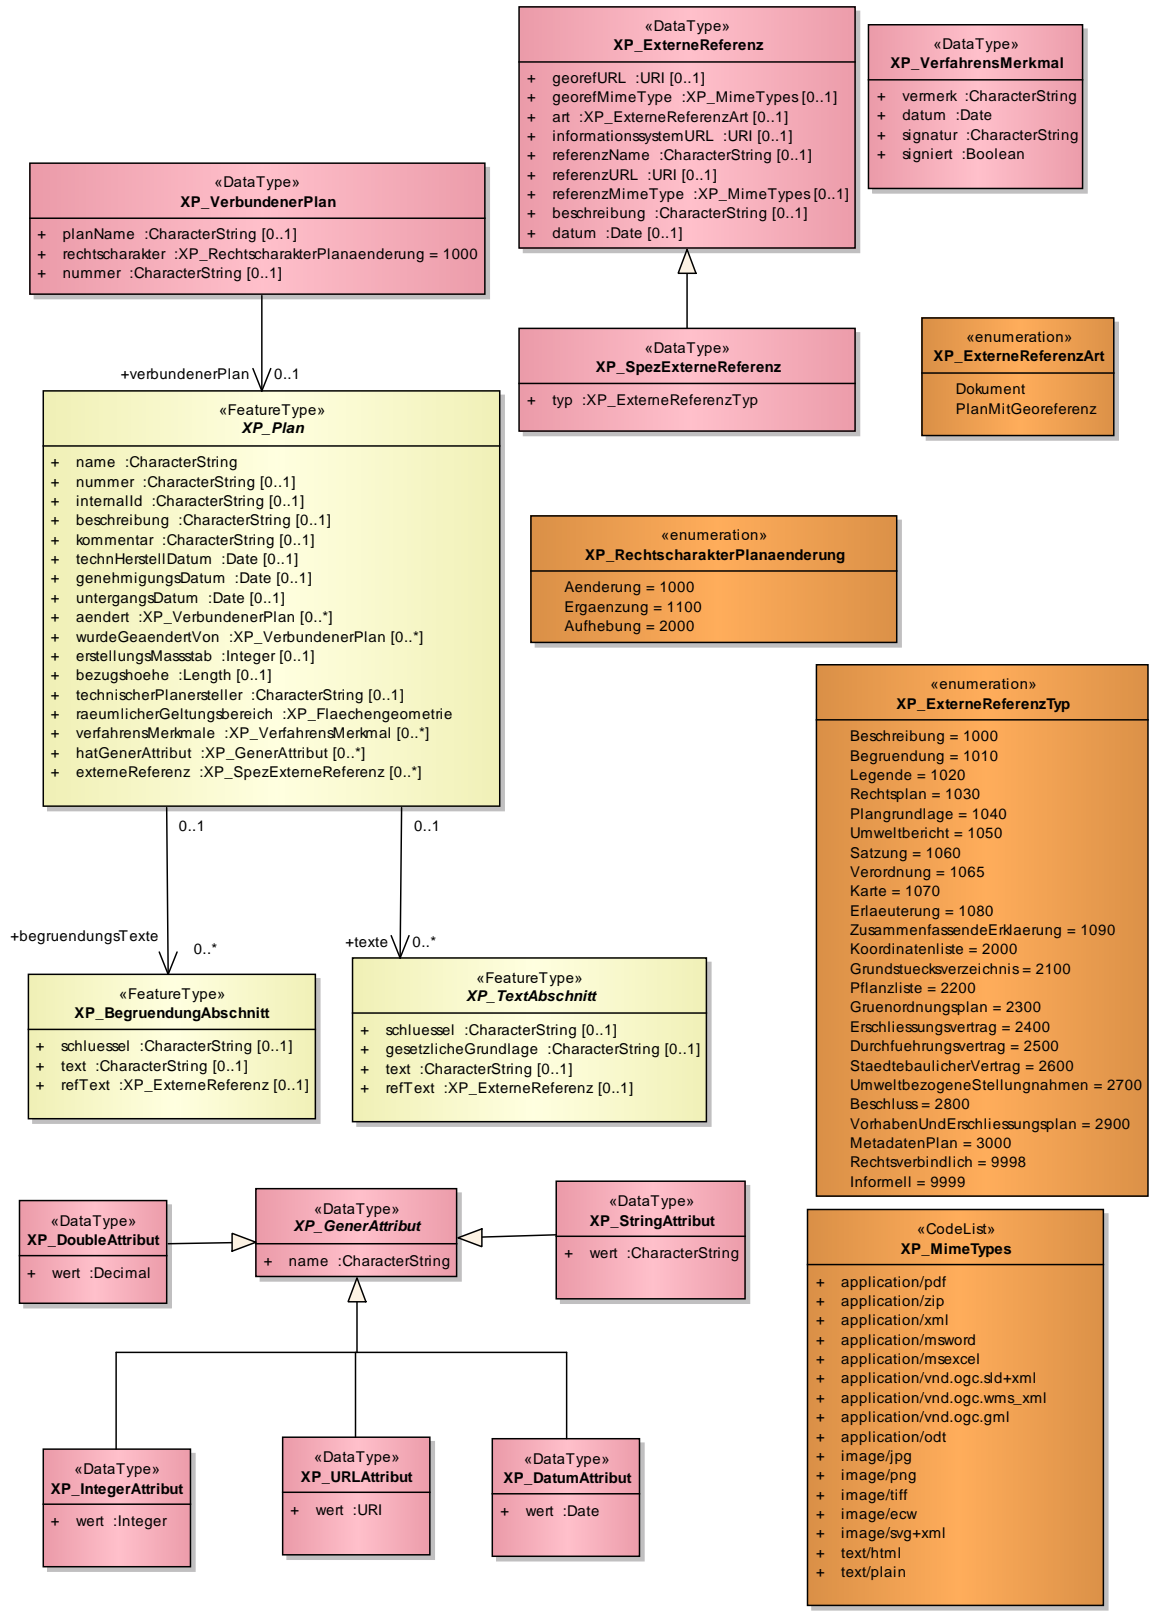 «DataType»
XP_ExterneReferenz
+ georefURL :URI [0..1]
+ georefMimeType :XP_MimeTypes [0..1]
+ art :XP_ExterneReferenzArt [0..1]
+ informationssystemURL :URI [0..1]
+ referenzName :CharacterString [0..1]
+ referenzURL :URI [0..1]
+ referenzMimeType :XP_MimeTypes [0..1]
+ beschreibung :CharacterString [0..1]
+ datum :Date [0..1]
«DataType»
XP_VerfahrensMerkmal
+ vermerk :CharacterString
+ datum :Date
+ signatur :CharacterString
+ signiert :Boolean
«DataType»
XP_VerbundenerPlan
+ planName :CharacterString [0..1]
+ rechtscharakter :XP_RechtscharakterPlanaenderung = 1000
+ nummer :CharacterString [0..1]
«DataType»
XP_SpezExterneReferenz
+ typ :XP_ExterneReferenzTyp
«enumeration»
XP_ExterneReferenzArt
Dokument
PlanMitGeoreferenz
+verbundenerPlan 0..1
«FeatureType»
XP_Plan
+ name :CharacterString
+ nummer :CharacterString [0..1]
+ internalId :CharacterString [0..1]
+ beschreibung :CharacterString [0..1]
+ kommentar :CharacterString [0..1]
+ technHerstellDatum :Date [0..1]
+ genehmigungsDatum :Date [0..1]
+ untergangsDatum :Date [0..1]
+ aendert :XP_VerbundenerPlan [0..*]
+ wurdeGeaendertVon :XP_VerbundenerPlan [0..*]
+ erstellungsMassstab :Integer [0..1]
+ bezugshoehe :Length [0..1]
+ technischerPlanersteller :CharacterString [0..1]
+ raeumlicherGeltungsbereich :XP_Flaechengeometrie
+ verfahrensMerkmale :XP_VerfahrensMerkmal [0..*]
+ hatGenerAttribut :XP_GenerAttribut [0..*]
+ externeReferenz :XP_SpezExterneReferenz [0..*]
«enumeration»
XP_RechtscharakterPlanaenderung
Aenderung = 1000
Ergaenzung = 1100
Aufhebung = 2000
«enumeration»
XP_ExterneReferenzTyp
Beschreibung = 1000
Begruendung = 1010
Legende = 1020
Rechtsplan = 1030
Plangrundlage = 1040
Umweltbericht = 1050
Satzung = 1060
Verordnung = 1065
Karte = 1070
Erlaeuterung = 1080
ZusammenfassendeErklaerung = 1090
Koordinatenliste = 2000
Grundstuecksverzeichnis = 2100
Pflanzliste = 2200
Gruenordnungsplan = 2300
Erschliessungsvertrag = 2400
Durchfuehrungsvertrag = 2500
StaedtebaulicherVertrag = 2600
UmweltbezogeneStellungnahmen = 2700
Beschluss = 2800
VorhabenUndErschliessungsplan = 2900
MetadatenPlan = 3000
Rechtsverbindlich = 9998
Informell = 9999
0..1
0..1
+begruendungsTexte
0..*
+texte 0..*
«FeatureType»
XP_BegruendungAbschnitt
+ schluessel :CharacterString [0..1]
+ text :CharacterString [0..1]
+ refText :XP_ExterneReferenz [0..1]
«FeatureType»
XP_TextAbschnitt
+ schluessel :CharacterString [0..1]
+ gesetzlicheGrundlage :CharacterString [0..1]
+ text :CharacterString [0..1]
+ refText :XP_ExterneReferenz [0..1]
«DataType»
XP_DoubleAttribut
+ wert :Decimal
«DataType»
XP_GenerAttribut
+ name :CharacterString
«DataType»
XP_StringAttribut
+ wert :CharacterString
«CodeList»
XP_MimeTypes
+ application/pdf
+ application/zip
+ application/xml
+ application/msword
+ application/msexcel
+ application/vnd.ogc.sld+xml
+ application/vnd.ogc.wms_xml
+ application/vnd.ogc.gml
+ application/odt
+ image/jpg
+ image/png
+ image/tiff
+ image/ecw
+ image/svg+xml
+ text/html
+ text/plain
«DataType»
XP_IntegerAttribut
+ wert :Integer
«DataType»
XP_URLAttribut
+ wert :URI
«DataType»
XP_DatumAttribut
+ wert :Date